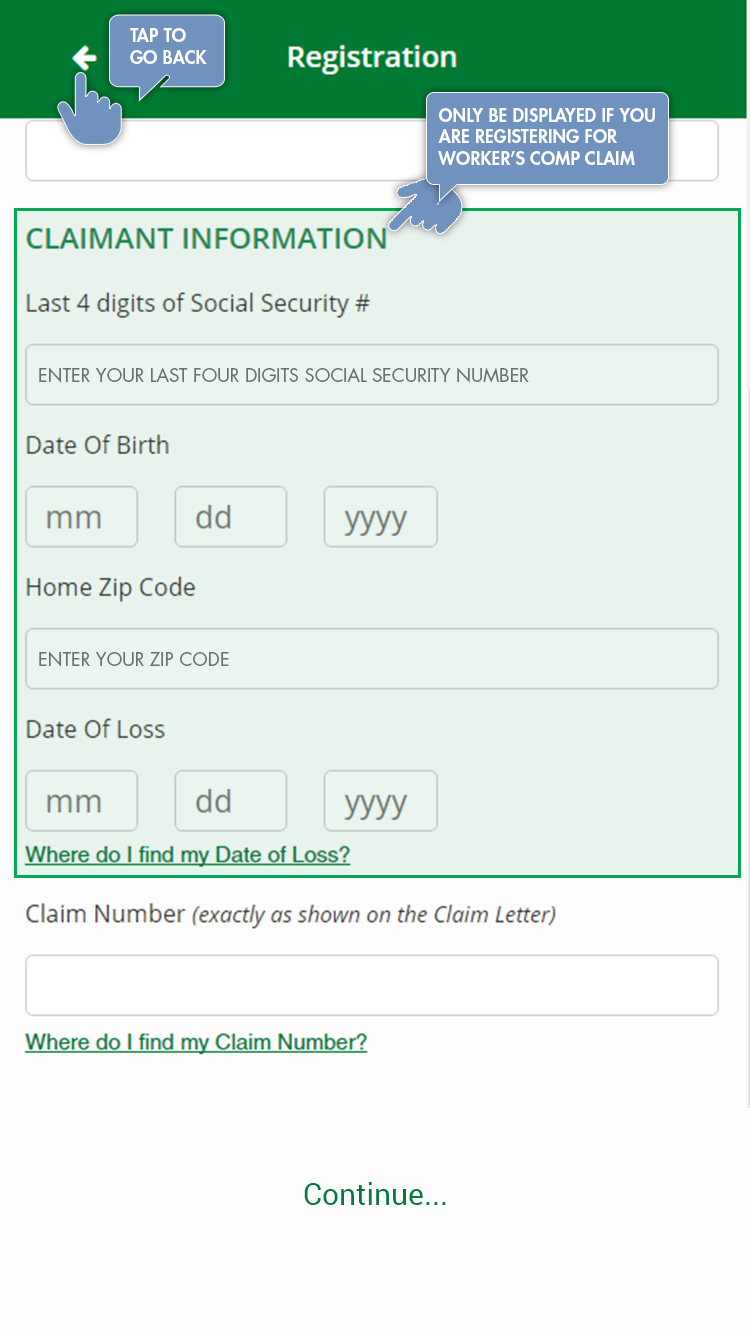 TAP TO
GO BACK
Registration
ONLY BE DISPLAYED IF YOU
ARE REGISTERING FOR
WORKER'S COMP CLAIM
CLAIMANT INFORMATION
Last 4 digits of Social Security #
ENTER YOUR LAST FOUR DIGITS SOCIAL SECURITY NUMBER
Date Of Birth
mm dd yyyy
Home Zip Code
ENTER YOUR ZIP CODE
Date Of Loss
mm dd yyyy
Where do I find my Date of Loss?
Claim Number (exactly as shown on the Claim Letter)
Where do I find my Claim Number?
Continue...